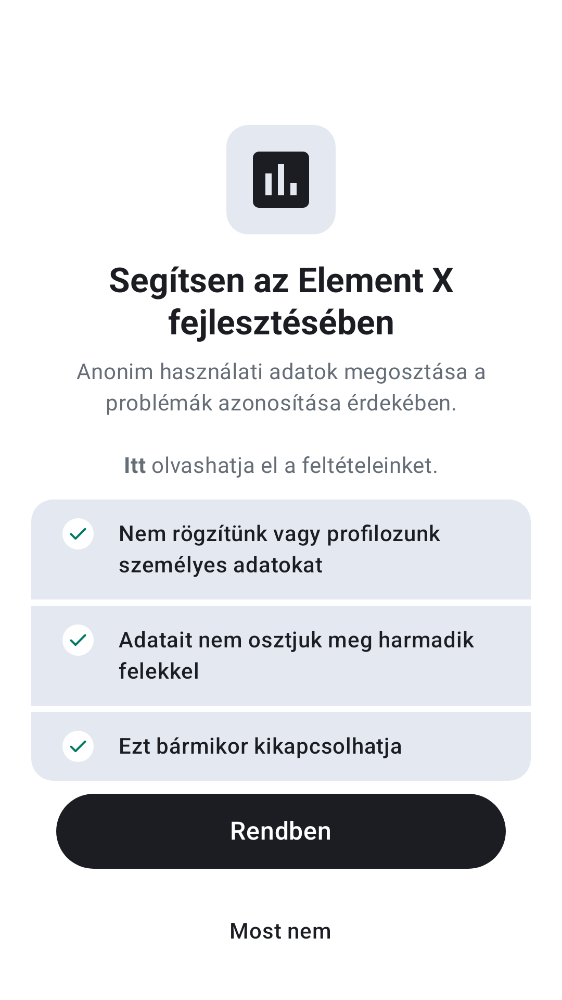 Segítsen az Element X
fejlesztésében
Anonim használati adatok megosztása a
problémák azonosítása érdekében.
Itt olvashatja el a feltételeinket.
Nem rögzítünk vagy profilozunk
személyes adatokat
Adatait nem osztjuk meg harmadik
felekkel
Ezt bármikor kikapcsolhatja
Rendben
Most nem